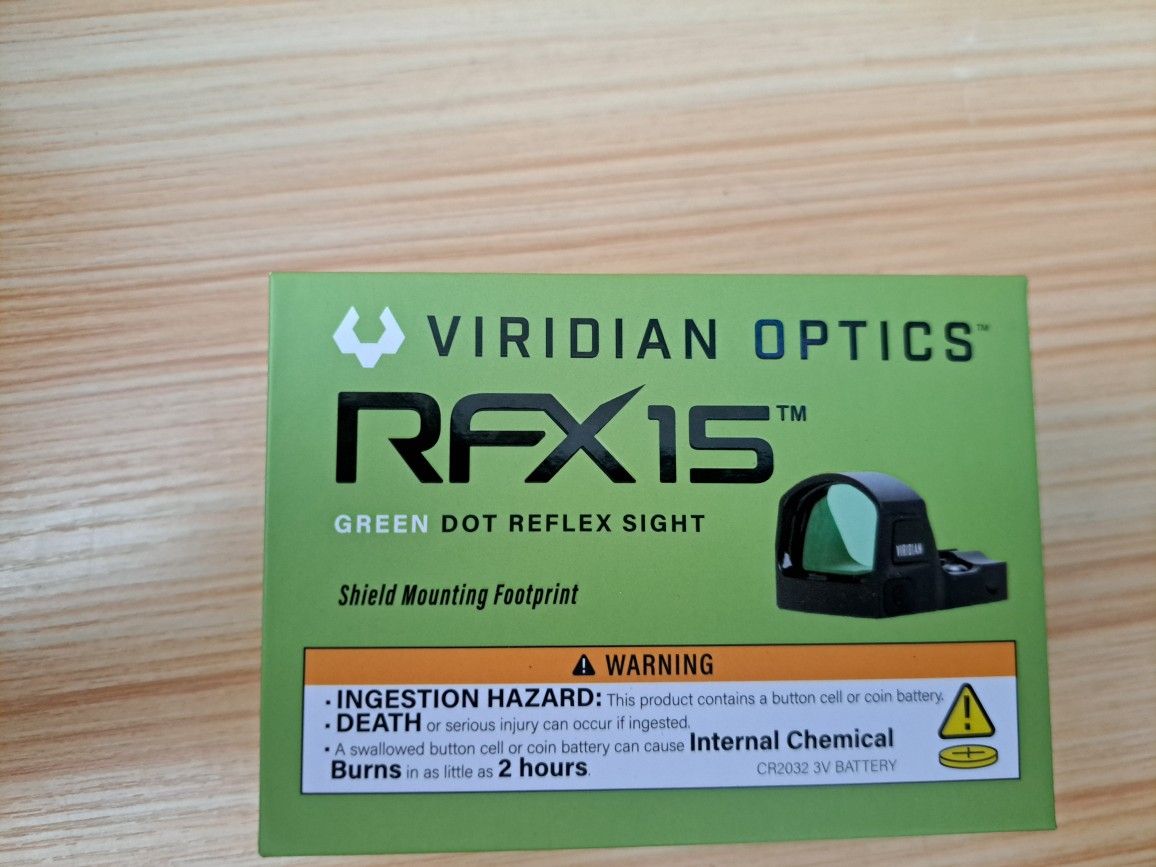 VIRIDIAN OPTICS™
RFX15™
GREEN DOT REFLEX SIGHT
VIRIDIAN
Shield Mounting Footprint
⚠ WARNING
▪ INGESTION HAZARD: This product contains a button cell or coin battery.
▪ DEATH or serious injury can occur if ingested.
▪ A swallowed button cell or coin battery can cause Internal Chemical
Burns in as little as 2 hours.
CR2032 3V BATTERY